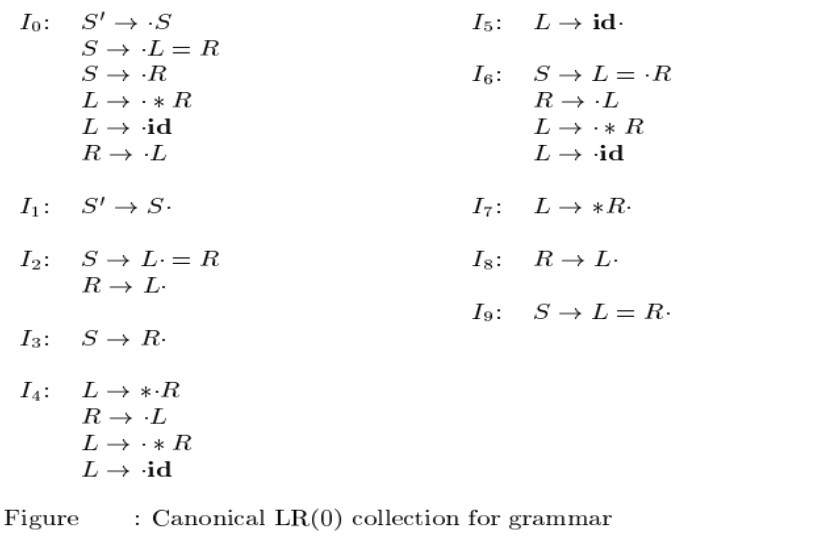 I₀: S′ → ·S
S → ·L = R
S → ·R
L → · * R
L → ·id
R → ·L
I₁: S′ → S·
I₂: S → L· = R
R → L·
I₃: S → R·
I₄: L → *·R
R → ·L
L → · * R
L → ·id
I₅: L → id·
I₆: S → L = ·R
R → ·L
L → · * R
L → ·id
I₇: L → *R·
I₈: R → L·
I₉: S → L = R·
Figure : Canonical LR(0) collection for grammar